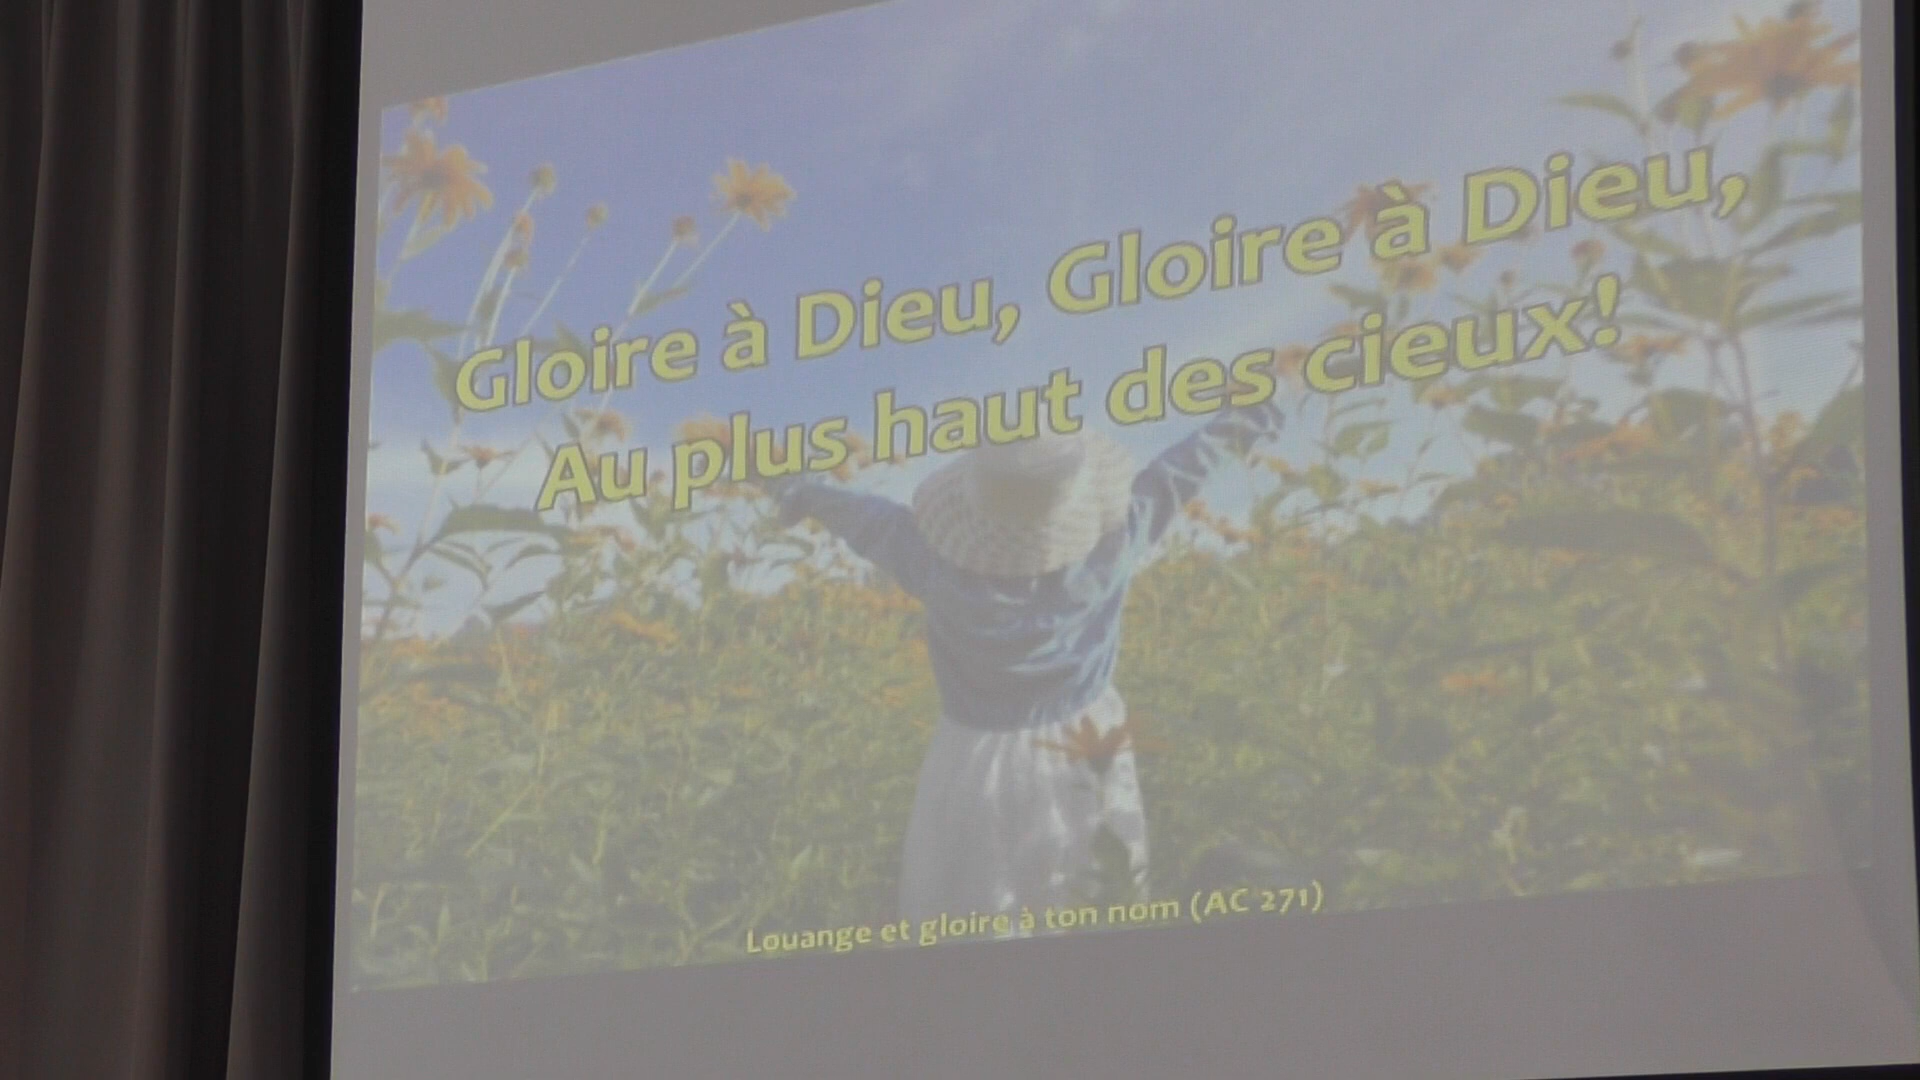 Gloire à Dieu, Gloire à Dieu,
Au plus haut des cieux!
Louange et gloire à ton nom (AC 271)